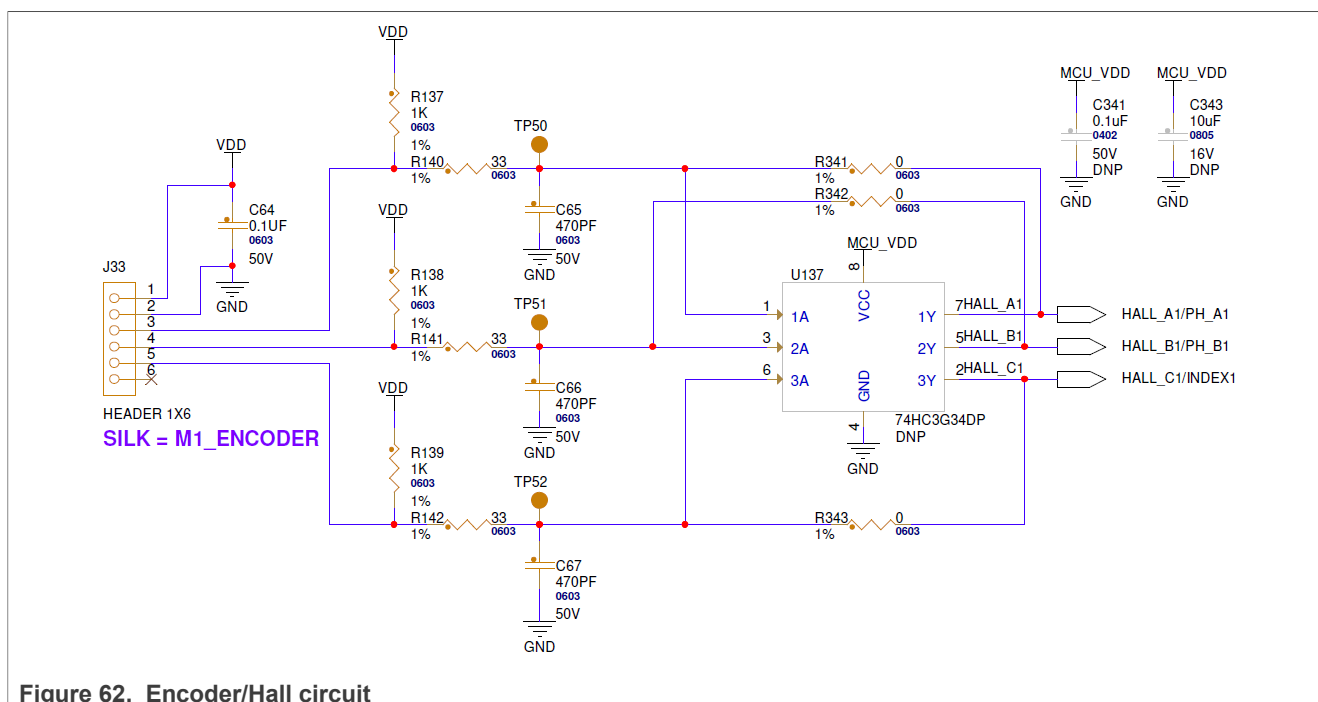 VDD
R137
1K
0603
1%
MCU_VDD
C341
0.1uF
0402
50V
DNP
GND
MCU_VDD
C343
10uF
0805
16V
DNP
GND
TP50
R140
1%
33
0603
R341
1%
0
0603
R342
1%
0
0603
VDD
C64
0.1UF
0603
50V
GND
C65
470PF
0603
50V
GND
VDD
R138
1K
0603
1%
J33
1
2
3
4
5
6
HEADER 1X6
SILK = M1_ENCODER
TP51
R141
1%
33
0603
C66
470PF
0603
50V
GND
MCU_VDD
8
U137
VCC
1
1A
3
2A
6
3A
1Y
7
HALL_A1
2Y
5
HALL_B1
3Y
2
HALL_C1
GND
4
74HC3G34DP
DNP
GND
HALL_A1/PH_A1
HALL_B1/PH_B1
HALL_C1/INDEX1
VDD
R139
1K
0603
1%
TP52
R142
1%
33
0603
R343
1%
0
0603
C67
470PF
0603
50V
GND
Figure 62. Encoder/Hall circuit